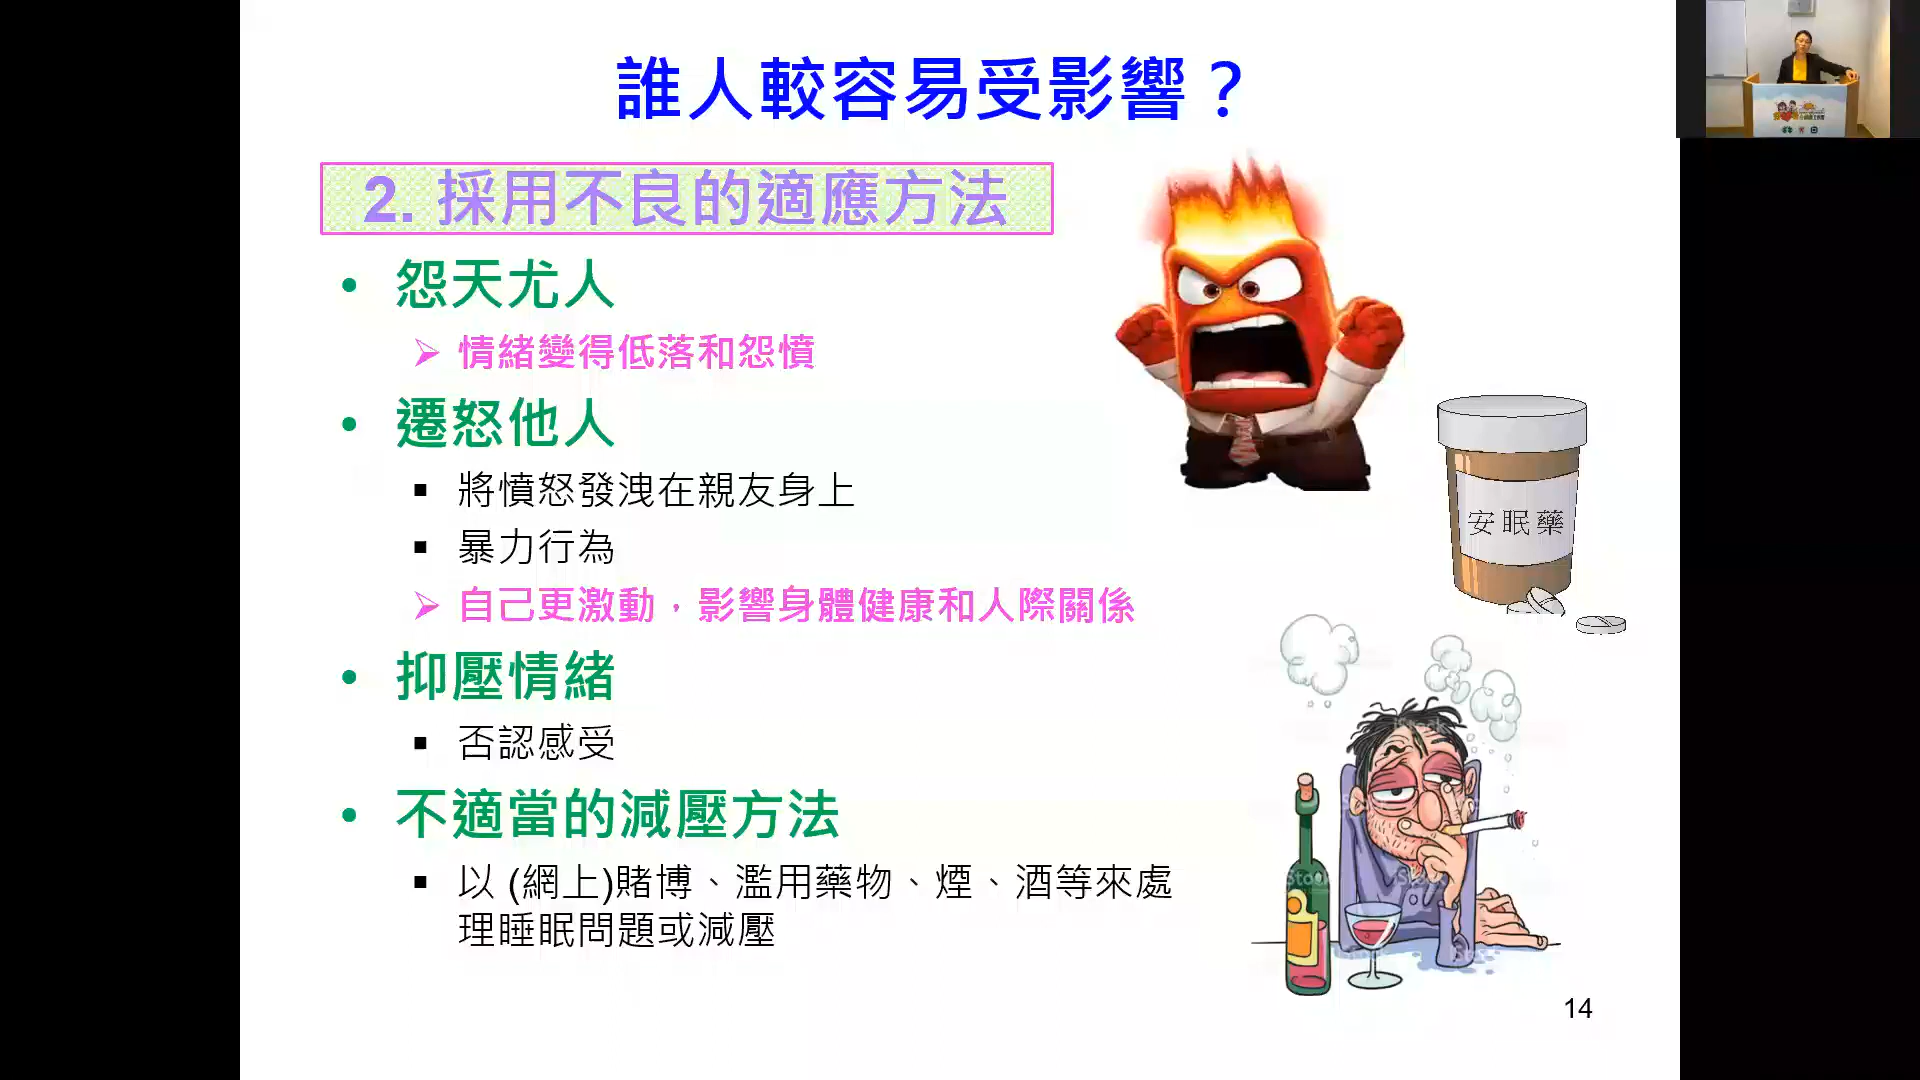 誰人較容易受影響？
2. 採用不良的適應方法
• 怨天尤人
➢ 情緒變得低落和怨憤
• 遷怒他人
▪ 將憤怒發洩在親友身上
▪ 暴力行為
➢ 自己更激動，影響身體健康和人際關係
• 抑壓情緒
▪ 否認感受
• 不適當的減壓方法
▪ 以 (網上)賭博、濫用藥物、煙、酒等來處
理睡眠問題或減壓
安眠藥
iStock
14